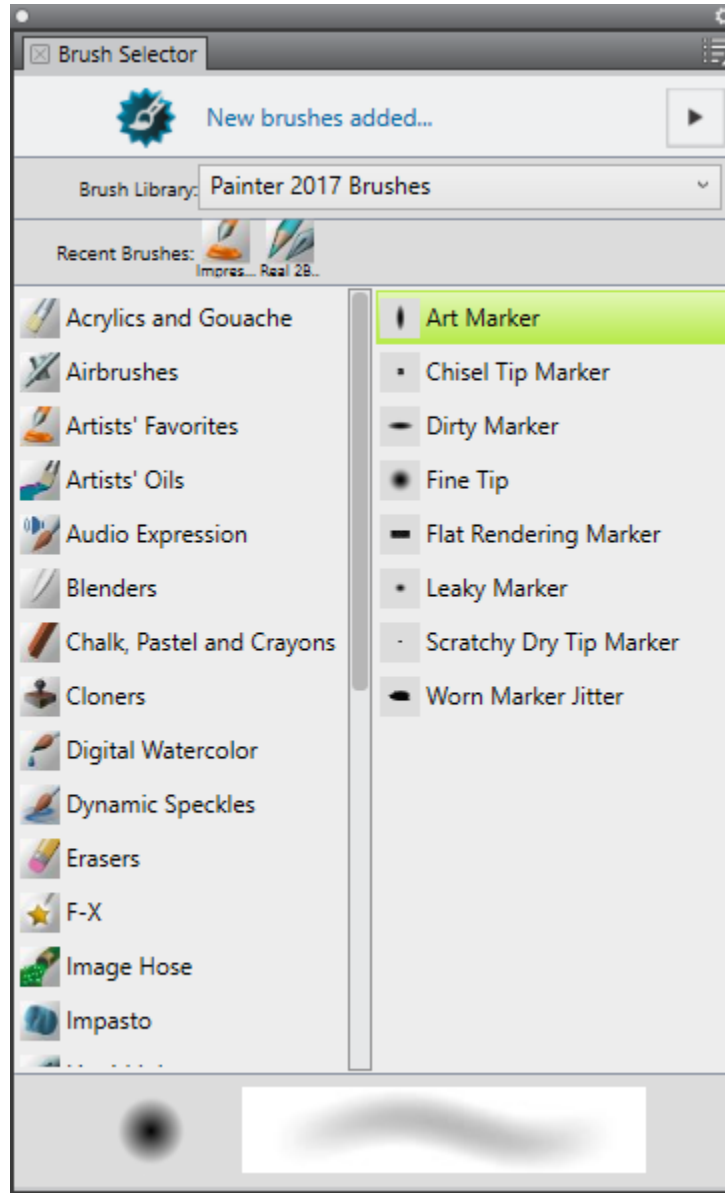 Brush Selector
New brushes added...
Brush Library: Painter 2017 Brushes
Recent Brushes:
Impres... Real 2B...
Acrylics and Gouache
Airbrushes
Artists' Favorites
Artists' Oils
Audio Expression
Blenders
Chalk, Pastel and Crayons
Cloners
Digital Watercolor
Dynamic Speckles
Erasers
F-X
Image Hose
Impasto
Art Marker
Chisel Tip Marker
Dirty Marker
Fine Tip
Flat Rendering Marker
Leaky Marker
Scratchy Dry Tip Marker
Worn Marker Jitter